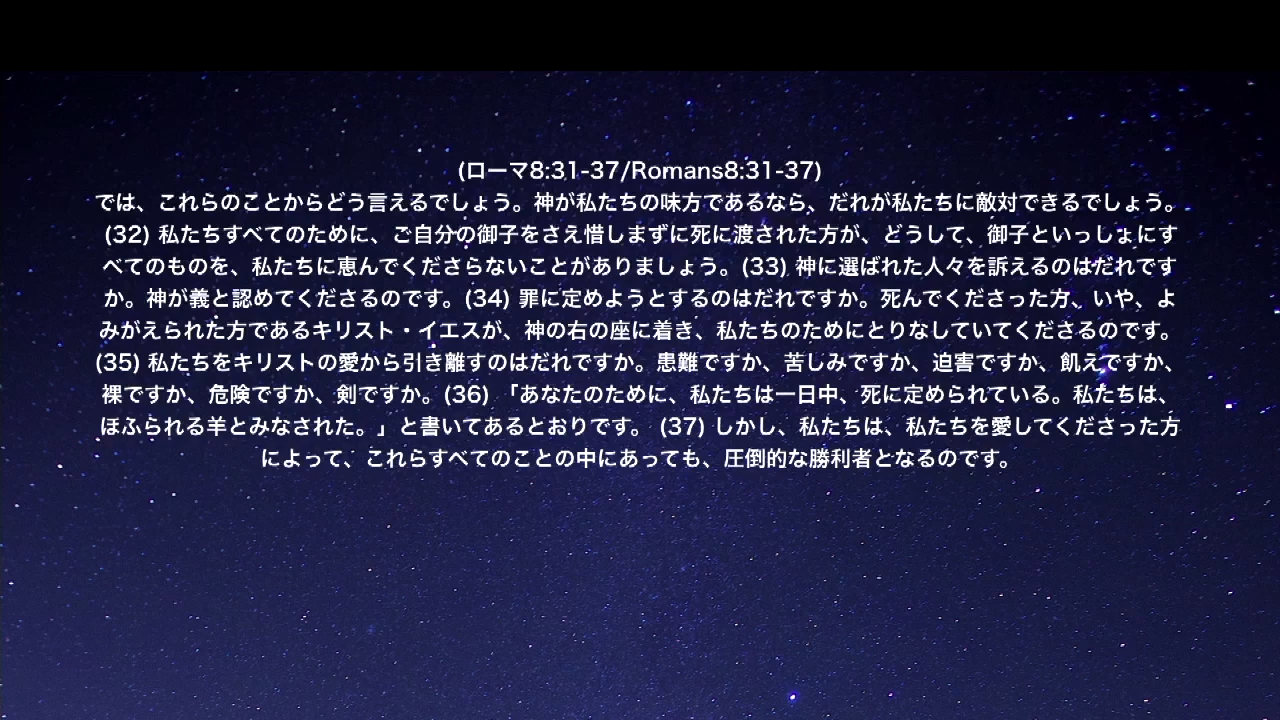 (ローマ8:31-37/Romans8:31-37)
では、これらのことからどう言えるでしょう。神が私たちの味方であるなら、だれが私たちに敵対できるでしょう。
(32) 私たちすべてのために、ご自分の御子をさえ惜しまずに死に渡された方が、どうして、御子といっしょにす
べてのものを、私たちに恵んでくださらないことがありましょう。(33) 神に選ばれた人々を訴えるのはだれです
か。神が義と認めてくださるのです。(34) 罪に定めようとするのはだれですか。死んでくださった方、いや、よ
みがえられた方であるキリスト・イエスが、神の右の座に着き、私たちのためにとりなしていてくださるのです。
(35) 私たちをキリストの愛から引き離すのはだれですか。患難ですか、苦しみですか、迫害ですか、飢えですか、
裸ですか、危険ですか、剣ですか。(36) 「あなたのために、私たちは一日中、死に定められている。私たちは、
ほふられる羊とみなされた。」と書いてあるとおりです。 (37) しかし、私たちは、私たちを愛してくださった方
によって、これらすべてのことの中にあっても、圧倒的な勝利者となるのです。